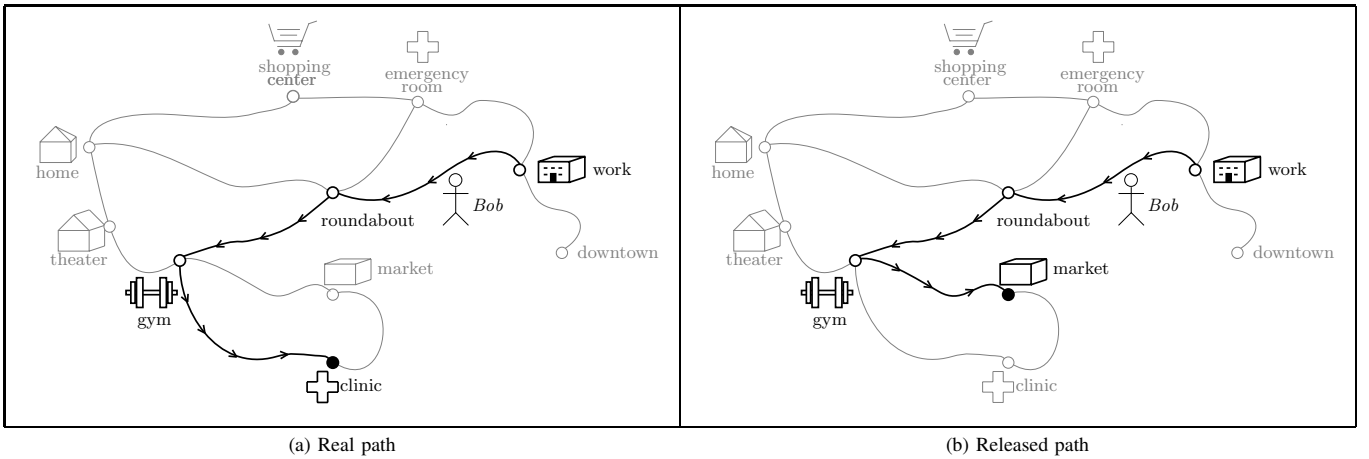 shopping
center
emergency
room
home
work
Bob
roundabout
theater
downtown
market
gym
clinic
(a) Real path
shopping
center
emergency
room
home
work
Bob
roundabout
theater
downtown
market
gym
clinic
(b) Released path